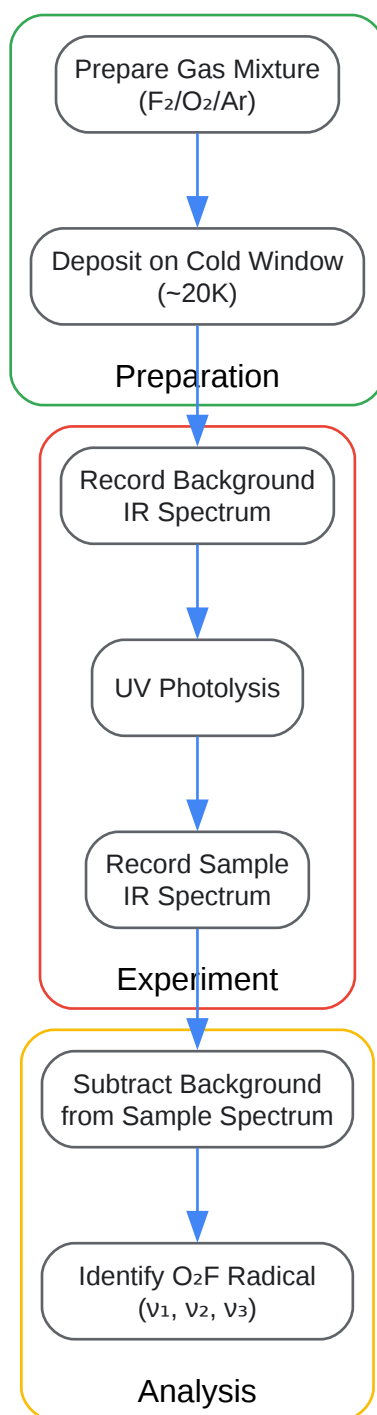 Prepare Gas Mixture
(F₂/O₂/Ar)
Deposit on Cold Window
(~20K)
Preparation
Record Background
IR Spectrum
UV Photolysis
Record Sample
IR Spectrum
Experiment
Subtract Background
from Sample Spectrum
Identify O₂F Radical
(ν₁, ν₂, ν₃)
Analysis